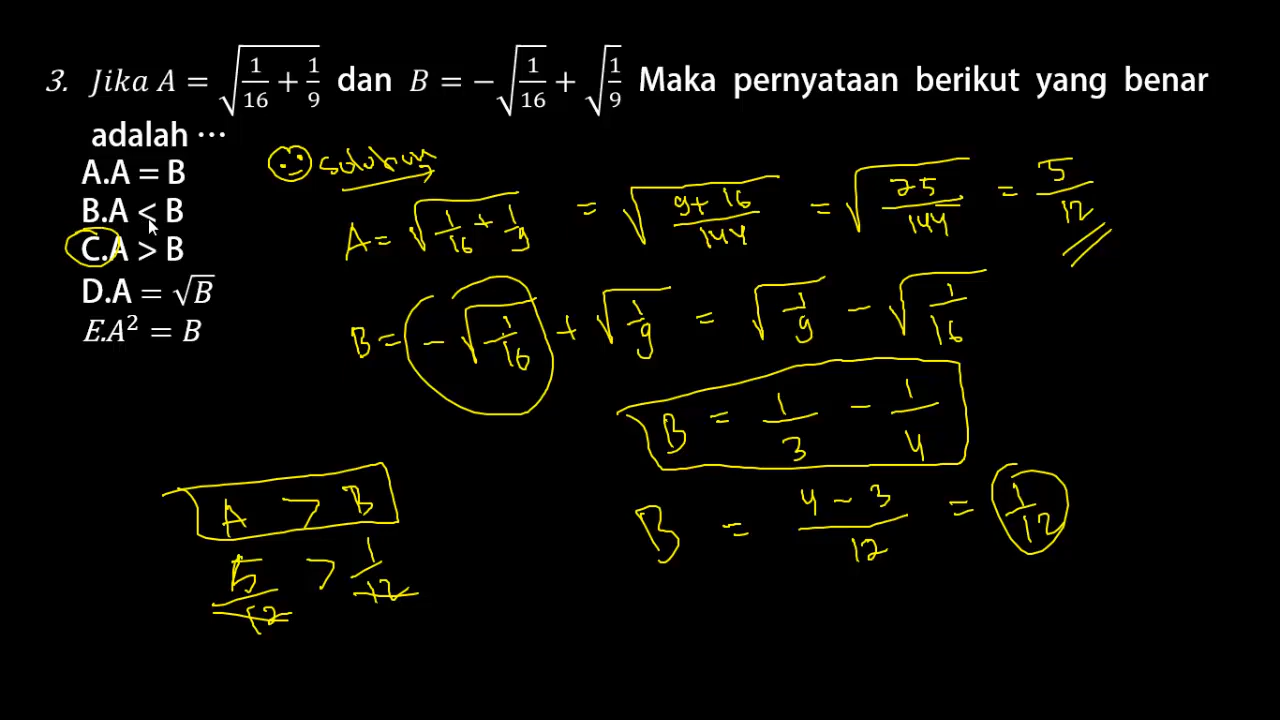 3. Jika A = √(1/16 + 1/9) dan B = −√(1/16) + √(1/9) Maka pernyataan berikut yang benar
adalah ⋯
A.A = B
B.A < B
C.A > B
D.A = √B
E.A² = B
A = √(1/16 + 1/9) = √((9+16)/144) = √(25/144) = 5/12
B = −√(1/16) + √(1/9) = √(1/9) − √(1/16)
B = 1/3 − 1/4
B = (4−3)/12 = 1/12
A > B
5/12 > 1/12